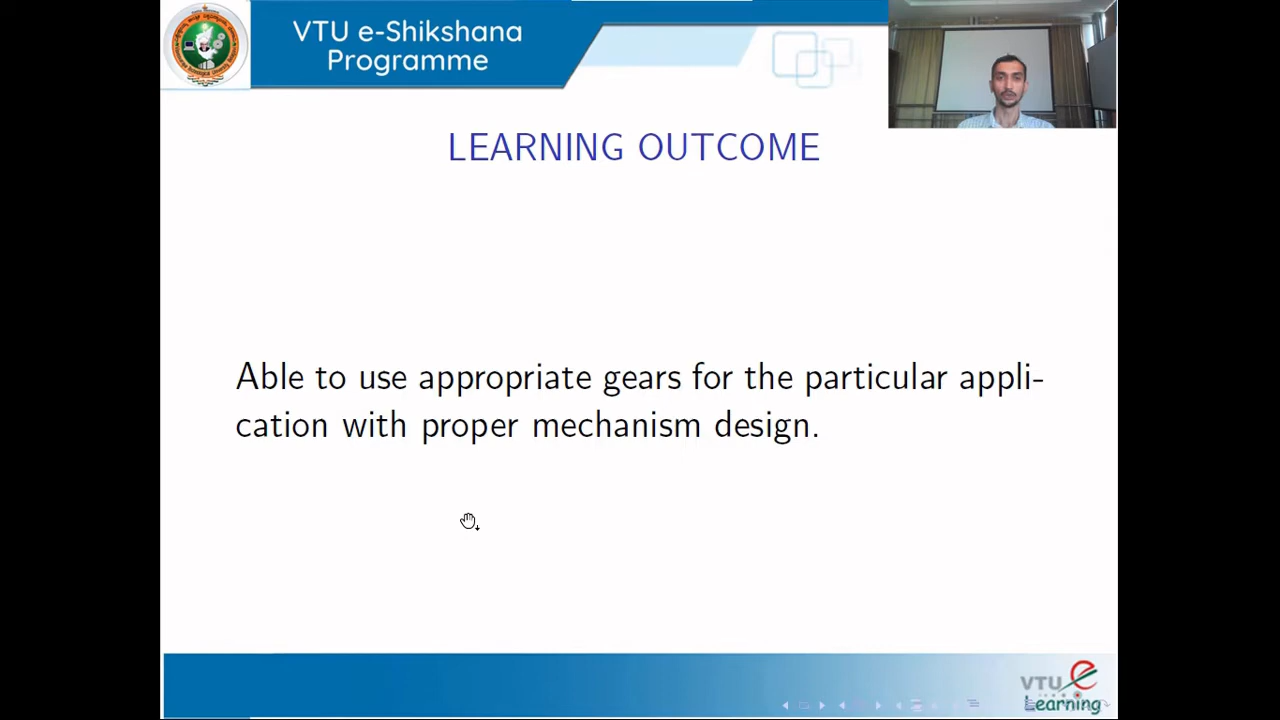 VTU e-Shikshana
Programme
LEARNING OUTCOME
Able to use appropriate gears for the particular appli-
cation with proper mechanism design.
VTU e
Learning